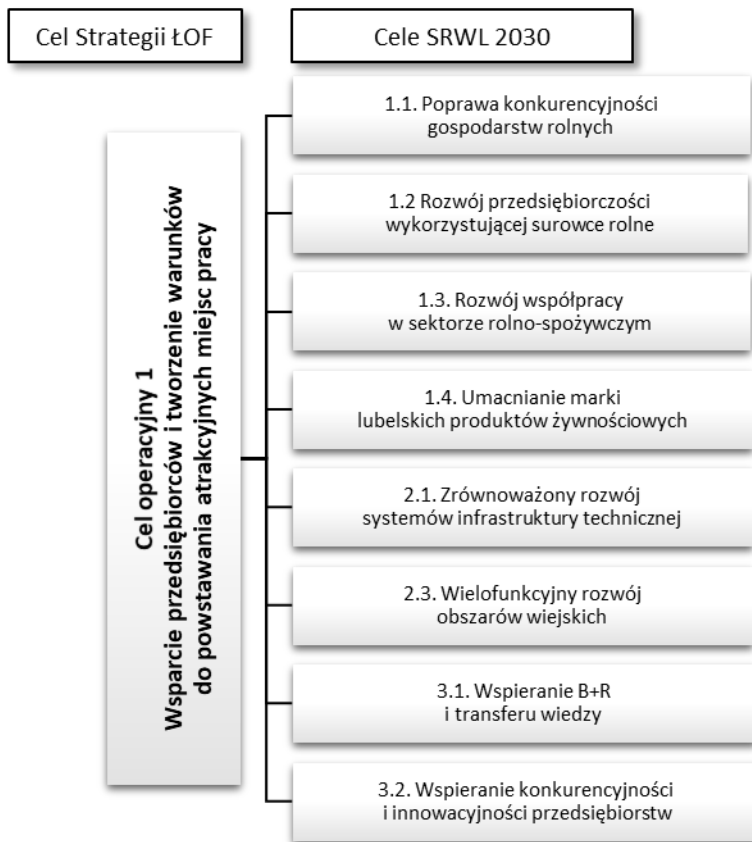 Cel Strategii ŁOF
Cele SRWL 2030
Cel operacyjny 1
Wsparcie przedsiębiorców i tworzenie warunków
do powstawania atrakcyjnych miejsc pracy
1.1. Poprawa konkurencyjności
gospodarstw rolnych
1.2 Rozwój przedsiębiorczości
wykorzystującej surowce rolne
1.3. Rozwój współpracy
w sektorze rolno-spożywczym
1.4. Umacnianie marki
lubelskich produktów żywnościowych
2.1. Zrównoważony rozwój
systemów infrastruktury technicznej
2.3. Wielofunkcyjny rozwój
obszarów wiejskich
3.1. Wspieranie B+R
i transferu wiedzy
3.2. Wspieranie konkurencyjności
i innowacyjności przedsiębiorstw